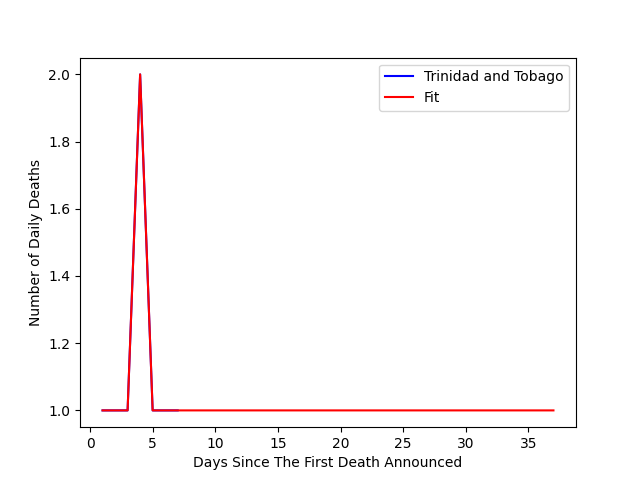 Trinidad and Tobago
Fit
Number of Daily Deaths
2.0
1.8
1.6
1.4
1.2
1.0
0 5 10 15 20 25 30 35
Days Since The First Death Announced